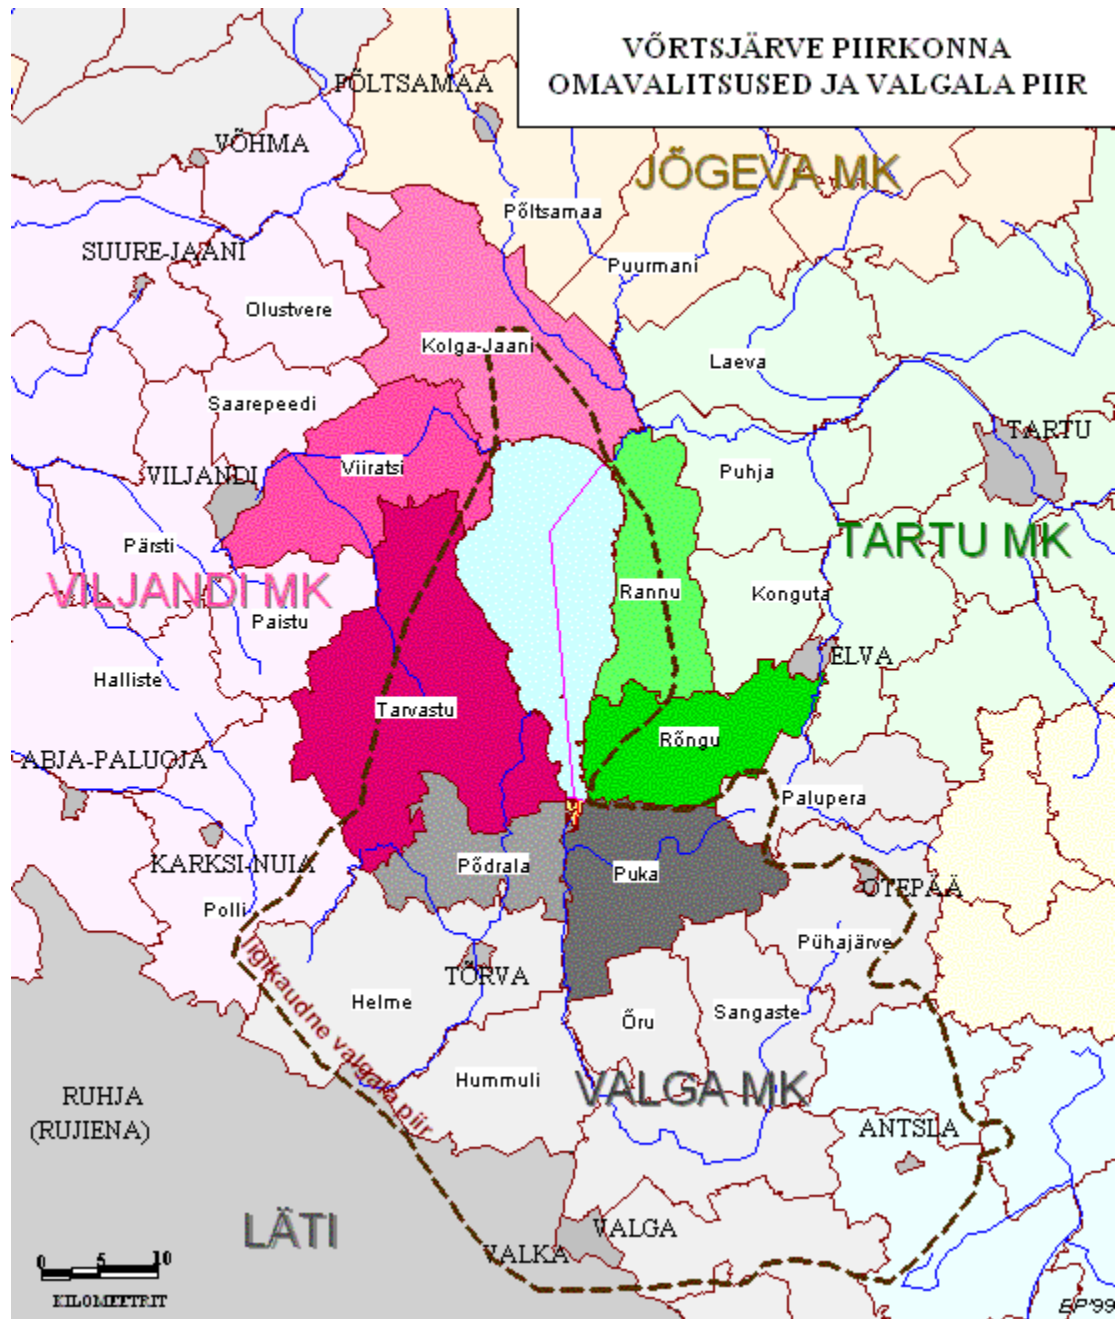 VÕRTSJÄRVE PIIRKONNA
OMAVALITSUSED JA VALGALA PIIR
PÕLTSAMAA
VÕHMA
JÕGEVA MK
Põltsamaa
SUURE-JAANI
Puurmani
Olustvere
Kolga-Jaani
Laeva
Saarepeedi
TARTU
VILJANDI
Viiratsi
Puhja
Pärsti
TARTU MK
VILJANDI MK
Rannu
Konguta
Paistu
ELVA
Halliste
Tarvastu
Rõngu
ABJA-PALUOJA
Palupera
KARKSI-NUIA
Põdrala
Puka
OTEPÄÄ
Polli
Pühajärve
ligikaudne valgala piir
TÕRVA
Helme
Õru
Sangaste
Hummuli
VALGA MK
RUHJA
(RUJIENA)
ANTSLA
LÄTI
VALGA
VALKA
0 5 10
KILOMEETRIT
EP'99